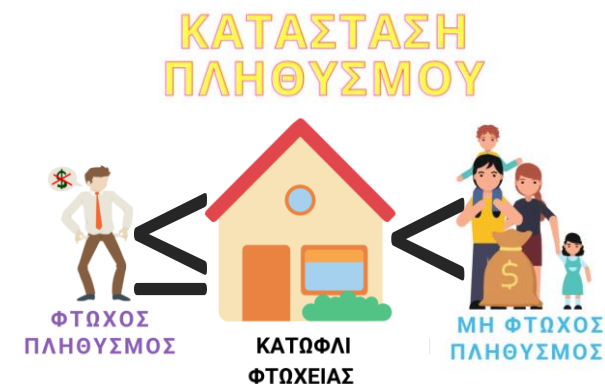 ΚΑΤΑΣΤΑΣΗ
ΠΛΗΘΥΣΜΟΥ
$
≤
<
$
ΦΤΩΧΟΣ
ΠΛΗΘΥΣΜΟΣ
ΚΑΤΩΦΛΙ
ΦΤΩΧΕΙΑΣ
ΜΗ ΦΤΩΧΟΣ
ΠΛΗΘΥΣΜΟΣ